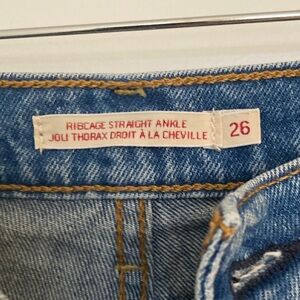 RIBCAGE STRAIGHT ANKLE
JOLI THORAX DROIT À LA CHEVILLE
26